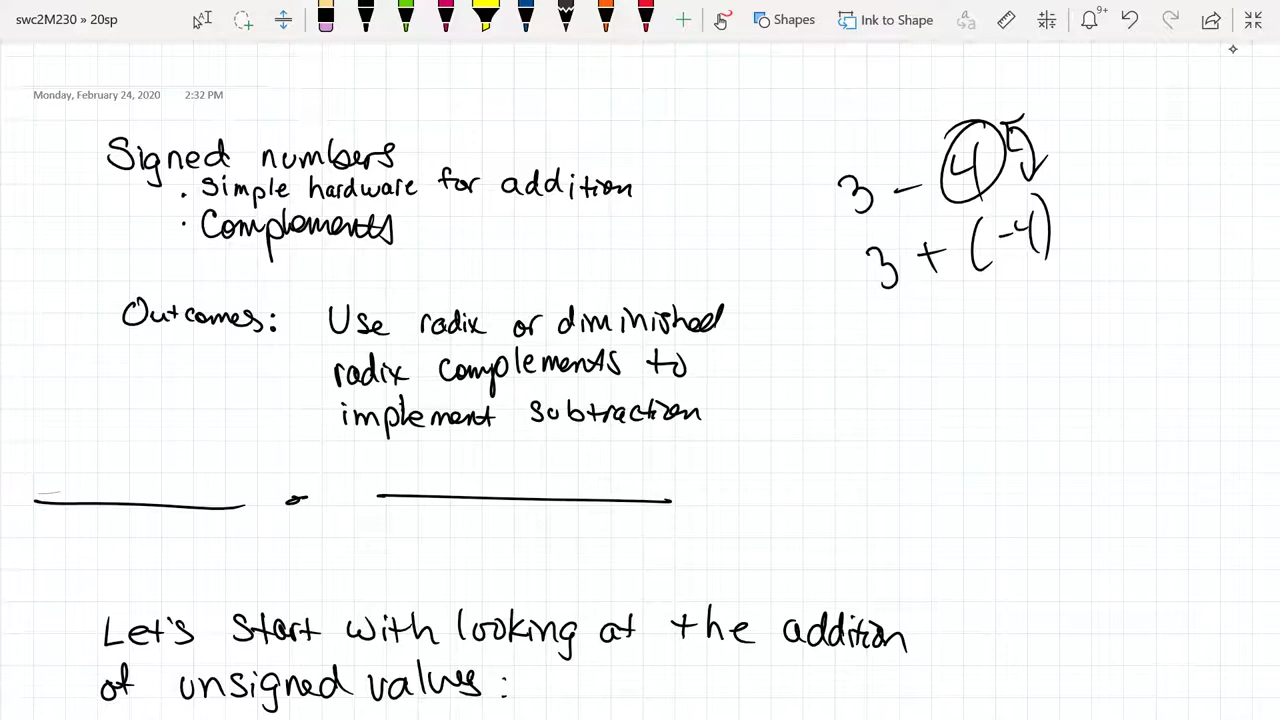 swc2M230 » 20sp
Shapes
Ink to Shape
9+
Monday, February 24, 2020 2:32 PM
Signed numbers
. simple hardware for addition
. Complements
Outcomes: Use radix or diminished
radix complements to
implement subtraction
3 - 4
3 + (-4)
Let's start with looking at the addition
of unsigned values: